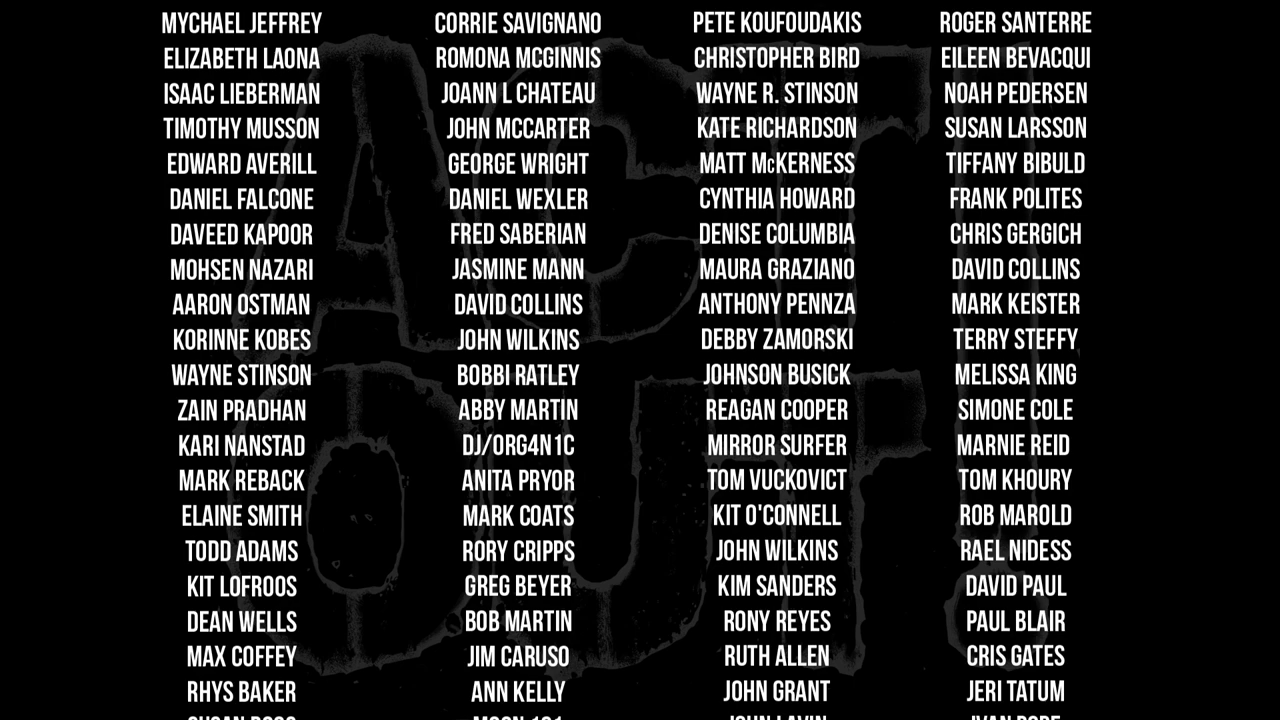 MYCHAEL JEFFREY
ELIZABETH LAONA
ISAAC LIEBERMAN
TIMOTHY MUSSON
EDWARD AVERILL
DANIEL FALCONE
DAVEED KAPOOR
MOHSEN NAZARI
AARON OSTMAN
KORINNE KOBES
WAYNE STINSON
ZAIN PRADHAN
KARI NANSTAD
MARK REBACK
ELAINE SMITH
TODD ADAMS
KIT LOFROOS
DEAN WELLS
MAX COFFEY
RHYS BAKER
CORRIE SAVIGNANO
ROMONA MCGINNIS
JOANN L CHATEAU
JOHN MCCARTER
GEORGE WRIGHT
DANIEL WEXLER
FRED SABERIAN
JASMINE MANN
DAVID COLLINS
JOHN WILKINS
BOBBI RATLEY
ABBY MARTIN
DJ/ORG4N1C
ANITA PRYOR
MARK COATS
RORY CRIPPS
GREG BEYER
BOB MARTIN
JIM CARUSO
ANN KELLY
PETE KOUFOUDAKIS
CHRISTOPHER BIRD
WAYNE R. STINSON
KATE RICHARDSON
MATT McKERNESS
CYNTHIA HOWARD
DENISE COLUMBIA
MAURA GRAZIANO
ANTHONY PENNZA
DEBBY ZAMORSKI
JOHNSON BUSICK
REAGAN COOPER
MIRROR SURFER
TOM VUCKOVICT
KIT O'CONNELL
JOHN WILKINS
KIM SANDERS
RONY REYES
RUTH ALLEN
JOHN GRANT
ROGER SANTERRE
EILEEN BEVACQUI
NOAH PEDERSEN
SUSAN LARSSON
TIFFANY BIBULD
FRANK POLITES
CHRIS GERGICH
DAVID COLLINS
MARK KEISTER
TERRY STEFFY
MELISSA KING
SIMONE COLE
MARNIE REID
TOM KHOURY
ROB MAROLD
RAEL NIDESS
DAVID PAUL
PAUL BLAIR
CRIS GATES
JERI TATUM
ACT
OUT!